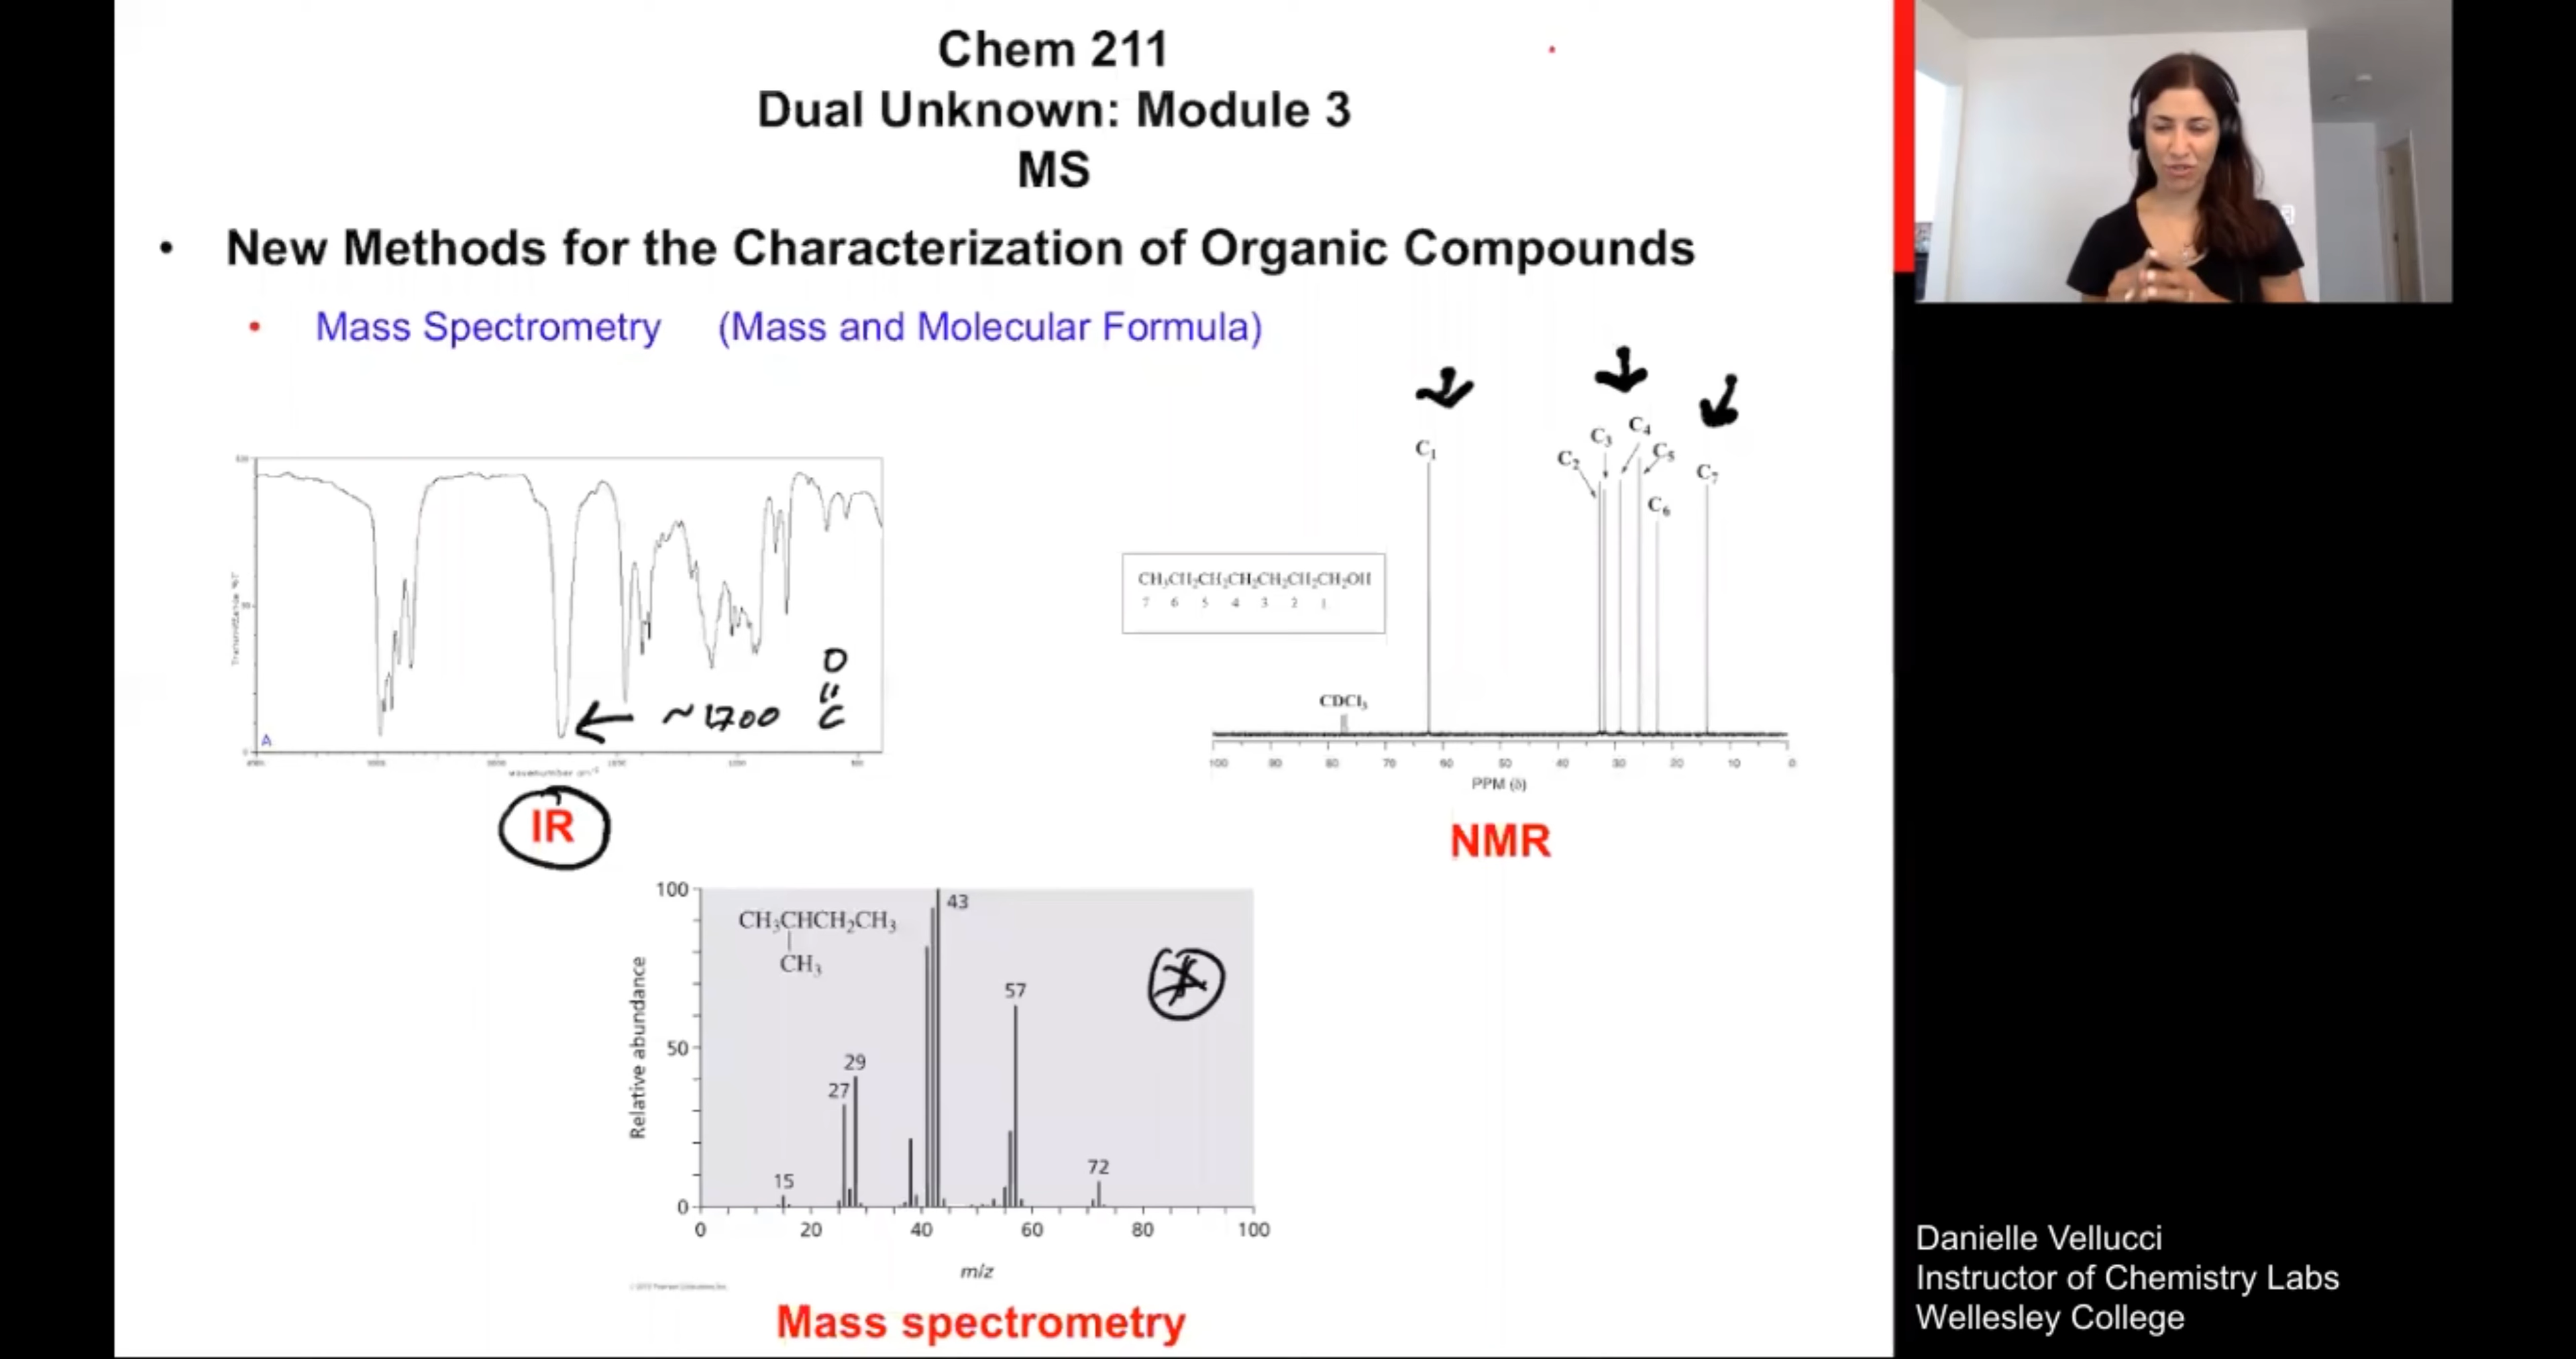 Chem 211
Dual Unknown: Module 3
MS
• New Methods for the Characterization of Organic Compounds
• Mass Spectrometry (Mass and Molecular Formula)
A
← ~1700
O
"
C
IR
C₁
C₂
C₃
C₄
C₅
C₆
C₇
CH₃CH₂CH₂CH₂CH₂CH₂CH₂OH
7 6 5 4 3 2 1
CDCl₃
100 90 80 70 60 50 40 30 20 10 0
PPM (δ)
NMR
100
50
0
Relative abundance
CH₃CHCH₂CH₃
|
CH₃
43
57
29
27
15
72
0 20 40 60 80 100
m/z
Mass spectrometry
Danielle Vellucci
Instructor of Chemistry Labs
Wellesley College